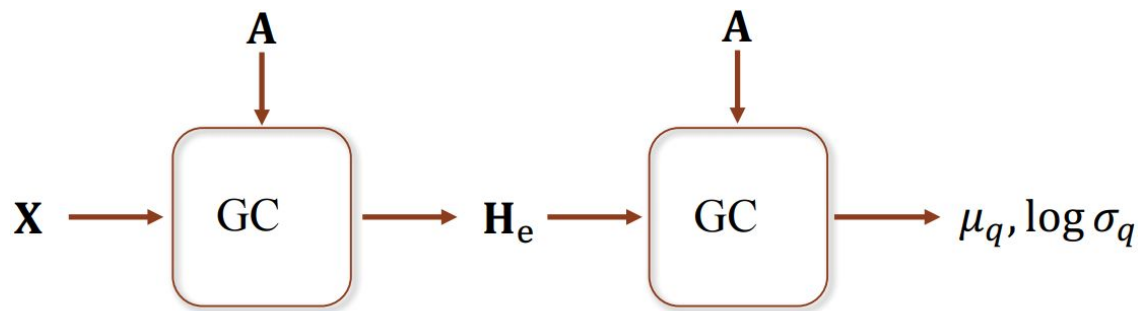 A A
X GC H_e GC μ_q, log σ_q